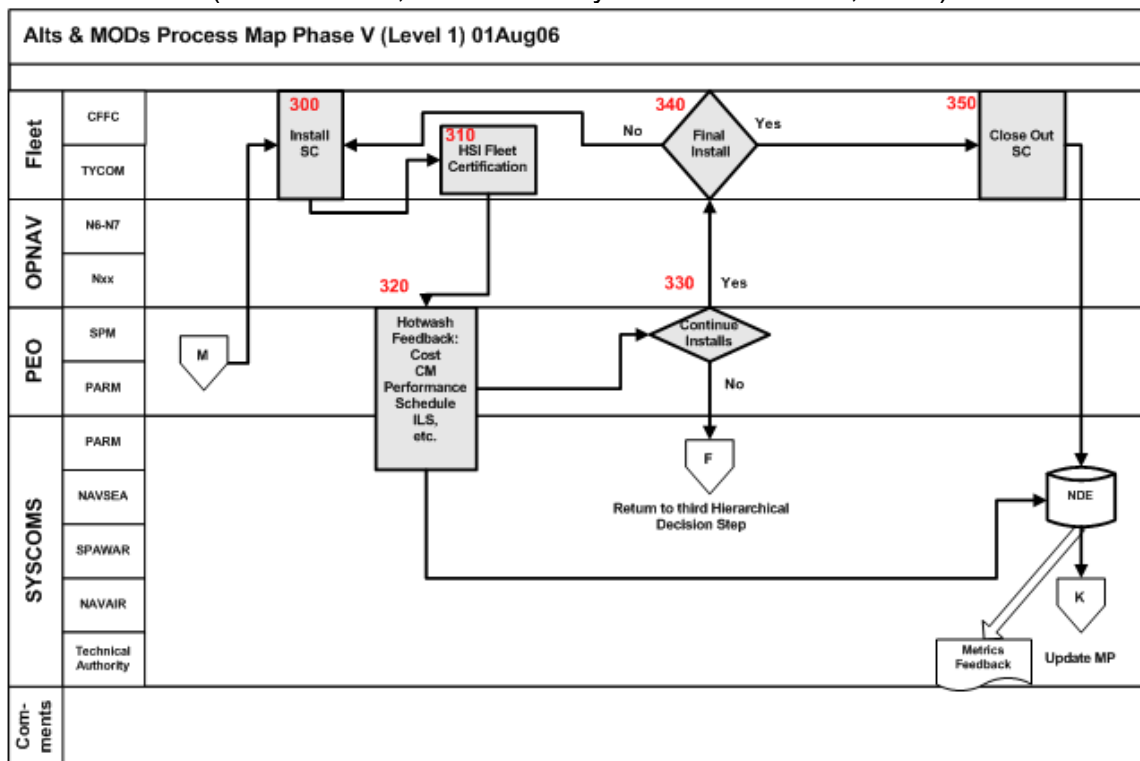 Alts & MODs Process Map Phase V (Level 1) 01Aug06
Fleet
CFFC
TYCOM
300
Install
SC
310
HSI Fleet
Certification
No
340
Final
Install
Yes
350
Close Out
SC
OPNAV
N6-N7
Nxx
320
330
Yes
PEO
SPM
PARM
M
Hotwash
Feedback:
Cost
CM
Performance
Schedule
ILS,
etc.
Continue
Installs
No
SYSCOMS
PARM
NAVSEA
SPAWAR
NAVAIR
Technical
Authority
F
Return to third Hierarchical
Decision Step
NDE
K
Metrics
Feedback
Update MP
Com-
ments